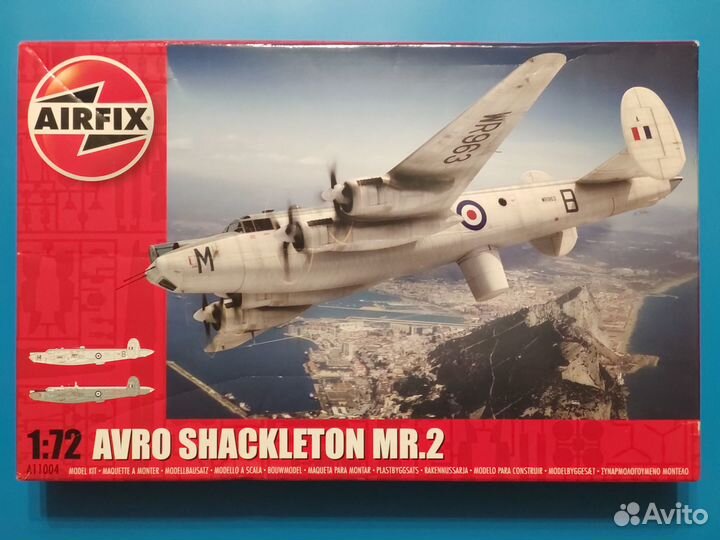 AIRFIX
WR963
WR963
B
M
M
B
1:72 AVRO SHACKLETON MR.2
A11004
MODEL KIT • MAQUETTE A MONTER • MODELLBAUSATZ • MODELLO A SCALA • BOUWMODEL • MAQUETA PARA MONTAR • PLASTBYGGSATS • RAKENNUSSARJA • MODELO PARA CONSTRUIR • MODELBYGGESÆT • ΣΥΝΑΡΜΟΛΟΓΟΥΜΕΝΟ ΜΟΝΤΕΛΟ
Avito